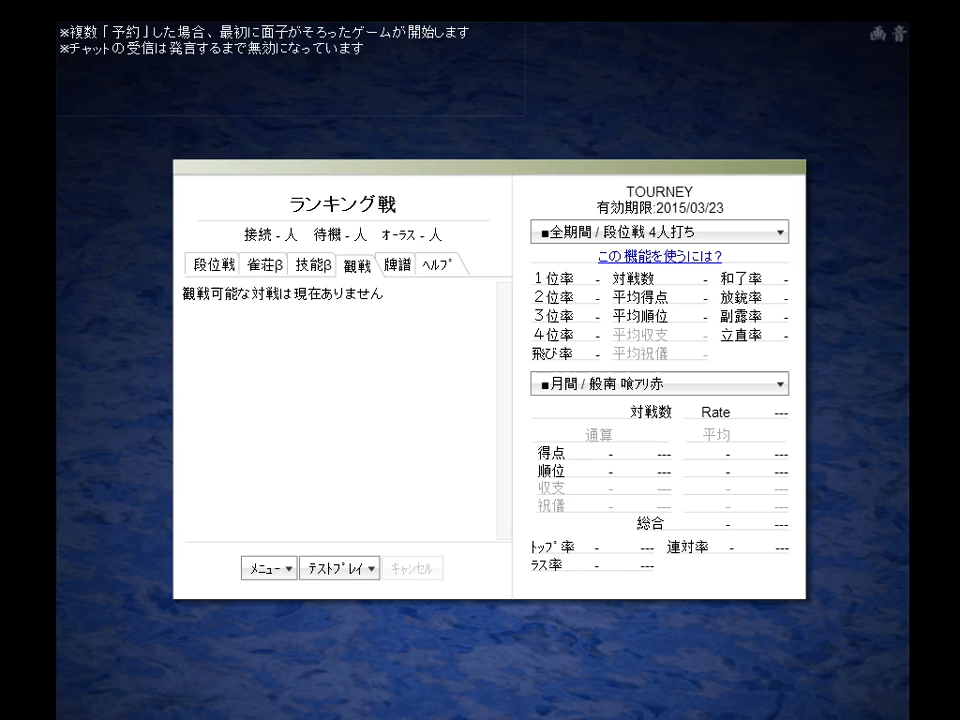 ※複数「予約」した場合、最初に面子がそろったゲームが開始します
※チャットの受信は発言するまで無効になっています
画 音
ランキング戦
接続 - 人 待機 - 人 オーラス - 人
段位戦 雀荘β 技能β 観戦 牌譜 ヘルプ
観戦可能な対戦は現在ありません
メニュー ▼ テストプレイ ▼ キャンセル
TOURNEY
有効期限:2015/03/23
■全期間 / 段位戦 4人打ち ▼
この機能を使うには?
1位率 - 対戦数 - 和了率 -
2位率 - 平均得点 - 放銃率 -
3位率 - 平均順位 - 副露率 -
4位率 - 平均収支 - 立直率 -
飛び率 - 平均祝儀 -
■月間 / 般南 喰アリ赤 ▼
対戦数 Rate ---
通算 平均
得点 - --- - ---
順位 - --- - ---
収支 - --- - ---
祝儀 - --- - ---
総合 - ---
トップ率 - --- 連対率 - ---
ラス率 - ---